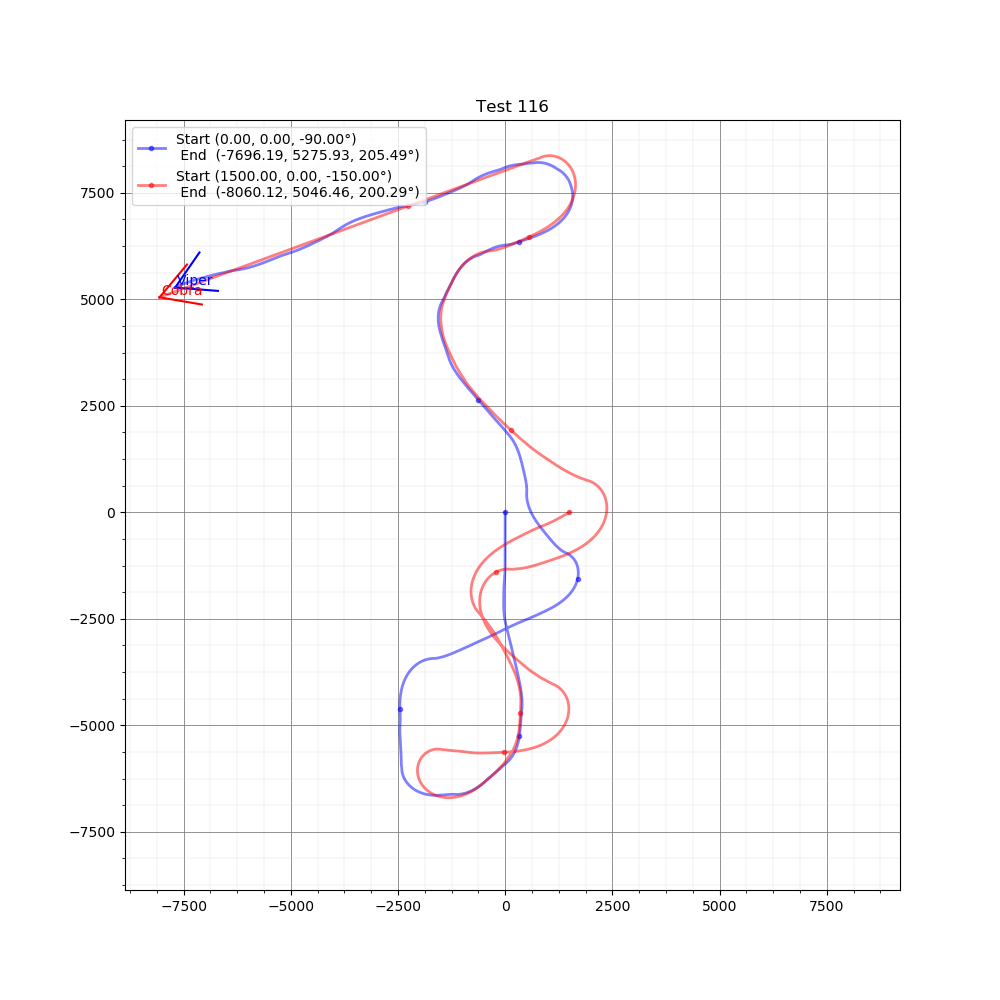 Test 116
Start (0.00, 0.00, -90.00°)
End (-7696.19, 5275.93, 205.49°)
Start (1500.00, 0.00, -150.00°)
End (-8060.12, 5046.46, 200.29°)
7500
5000
2500
0
−2500
−5000
−7500
Viper
Cobra
−7500 −5000 −2500 0 2500 5000 7500